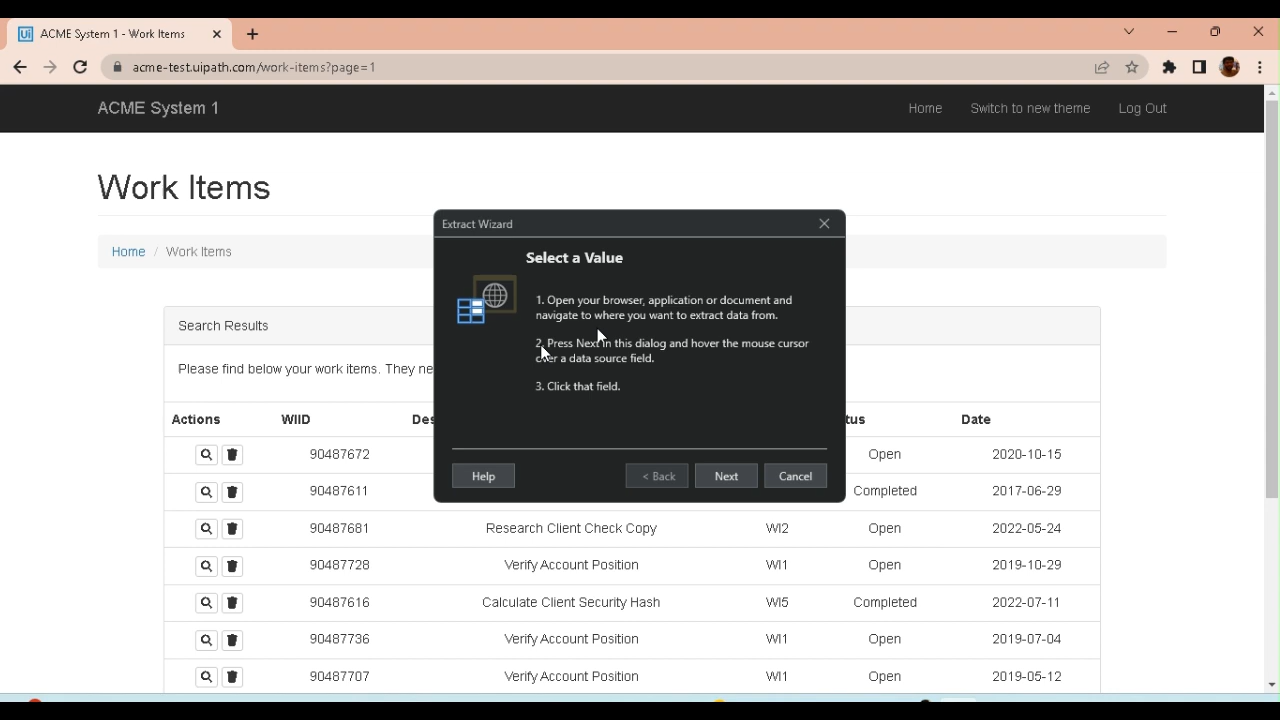 ACME System 1 - Work Items
acme-test.uipath.com/work-items?page=1
ACME System 1
Home Switch to new theme Log Out
Work Items
Home / Work Items
Extract Wizard
Select a Value
1. Open your browser, application or document and
navigate to where you want to extract data from.
2. Press Next in this dialog and hover the mouse cursor
over a data source field.
3. Click that field.
Help < Back Next Cancel
Search Results
Please find below your work items. They ne
Actions WIID Des tus Date
90487672 Open 2020-10-15
90487611 Completed 2017-06-29
90487681 Research Client Check Copy WI2 Open 2022-05-24
90487728 Verify Account Position WI1 Open 2019-10-29
90487616 Calculate Client Security Hash WI5 Completed 2022-07-11
90487736 Verify Account Position WI1 Open 2019-07-04
90487707 Verify Account Position WI1 Open 2019-05-12